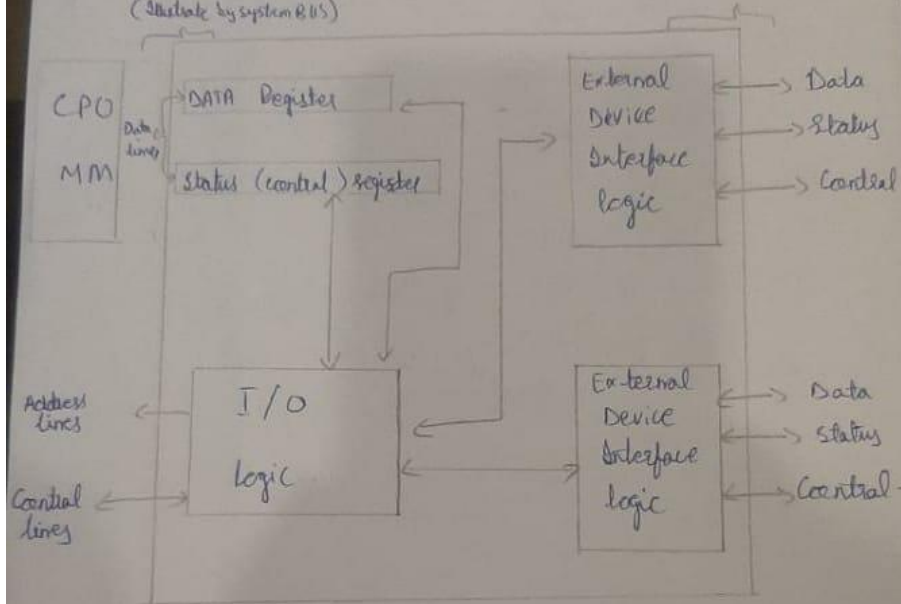 (Illustrate by system BUS)
CPU
MM
Data
lines
DATA Register
Status (control) register
External
Device
Interface
logic
Data
Status
Control
Address
lines
Control
lines
I/O
logic
External
Device
Interface
logic
Data
Status
Control